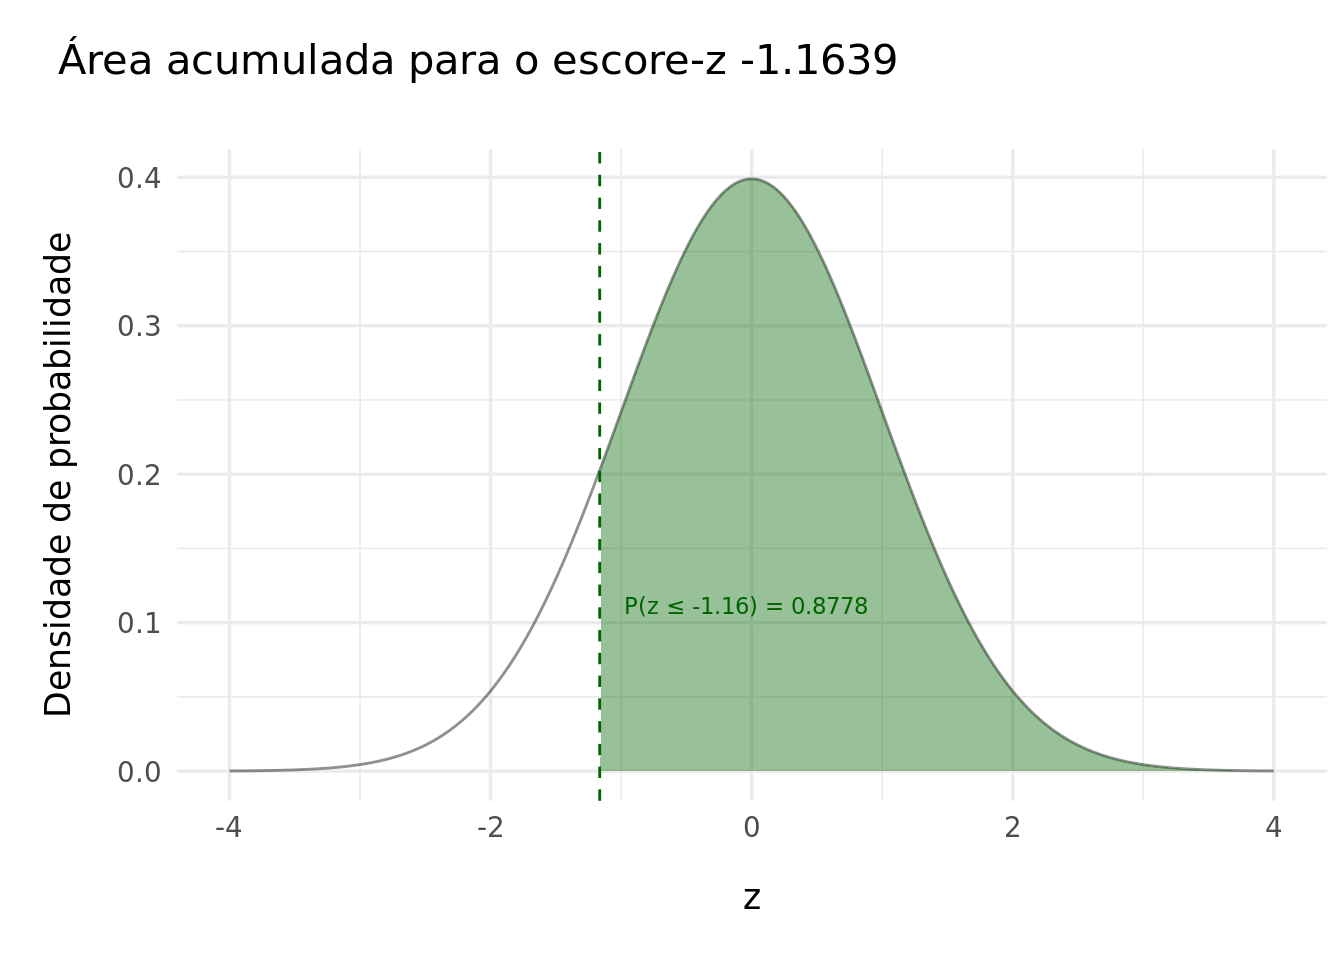 Área acumulada para o escore-z -1.1639
Densidade de probabilidade
0.4
0.3
0.2
0.1
0.0
P(z ≤ -1.16) = 0.8778
-4 -2 0 2 4
z